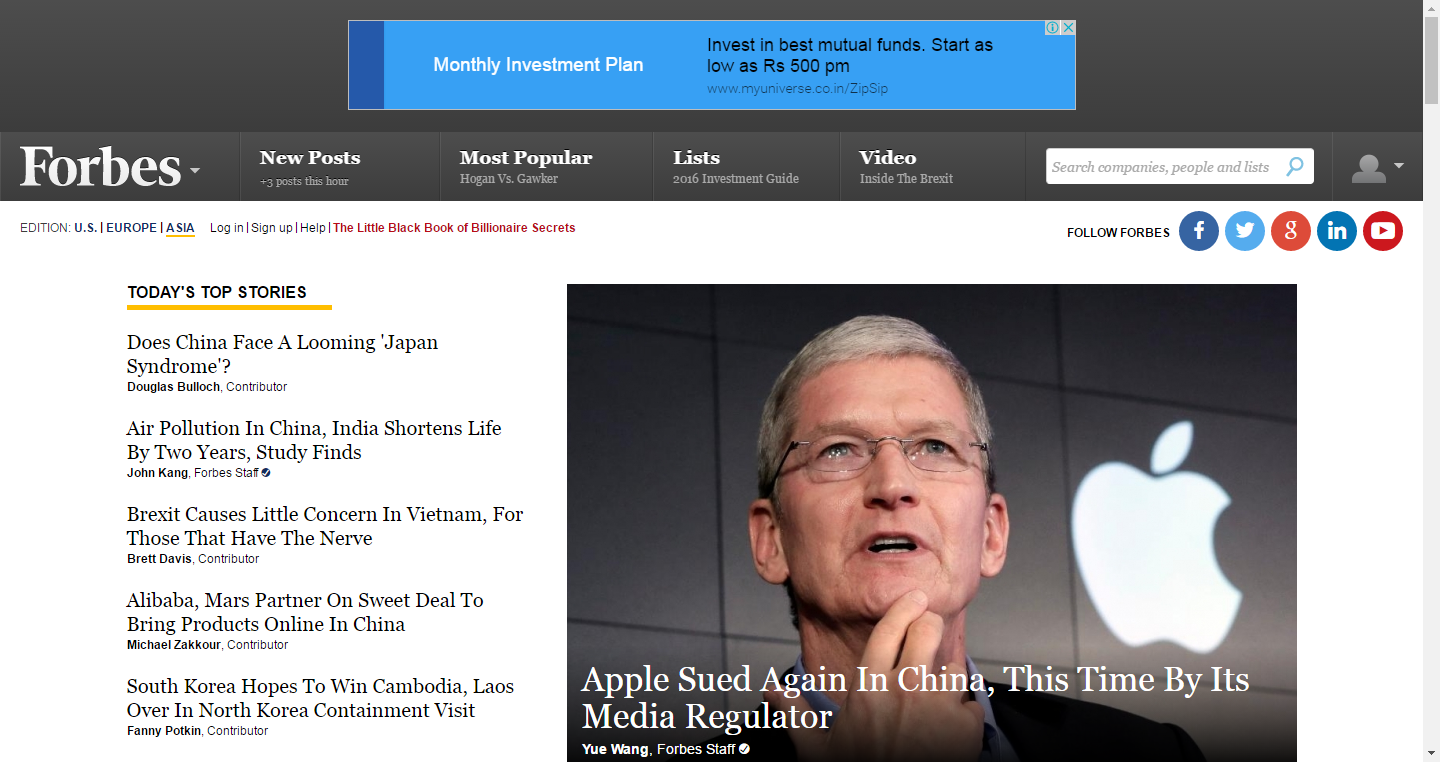 Monthly Investment Plan
Invest in best mutual funds. Start as
low as Rs 500 pm
www.myuniverse.co.in/ZipSip
Forbes
New Posts
+3 posts this hour
Most Popular
Hogan Vs. Gawker
Lists
2016 Investment Guide
Video
Inside The Brexit
Search companies, people and lists
EDITION: U.S. | EUROPE | ASIA Log in | Sign up | Help | The Little Black Book of Billionaire Secrets
FOLLOW FORBES
TODAY'S TOP STORIES
Does China Face A Looming 'Japan
Syndrome'?
Douglas Bulloch, Contributor
Air Pollution In China, India Shortens Life
By Two Years, Study Finds
John Kang, Forbes Staff
Brexit Causes Little Concern In Vietnam, For
Those That Have The Nerve
Brett Davis, Contributor
Alibaba, Mars Partner On Sweet Deal To
Bring Products Online In China
Michael Zakkour, Contributor
South Korea Hopes To Win Cambodia, Laos
Over In North Korea Containment Visit
Fanny Potkin, Contributor
Apple Sued Again In China, This Time By Its
Media Regulator
Yue Wang, Forbes Staff